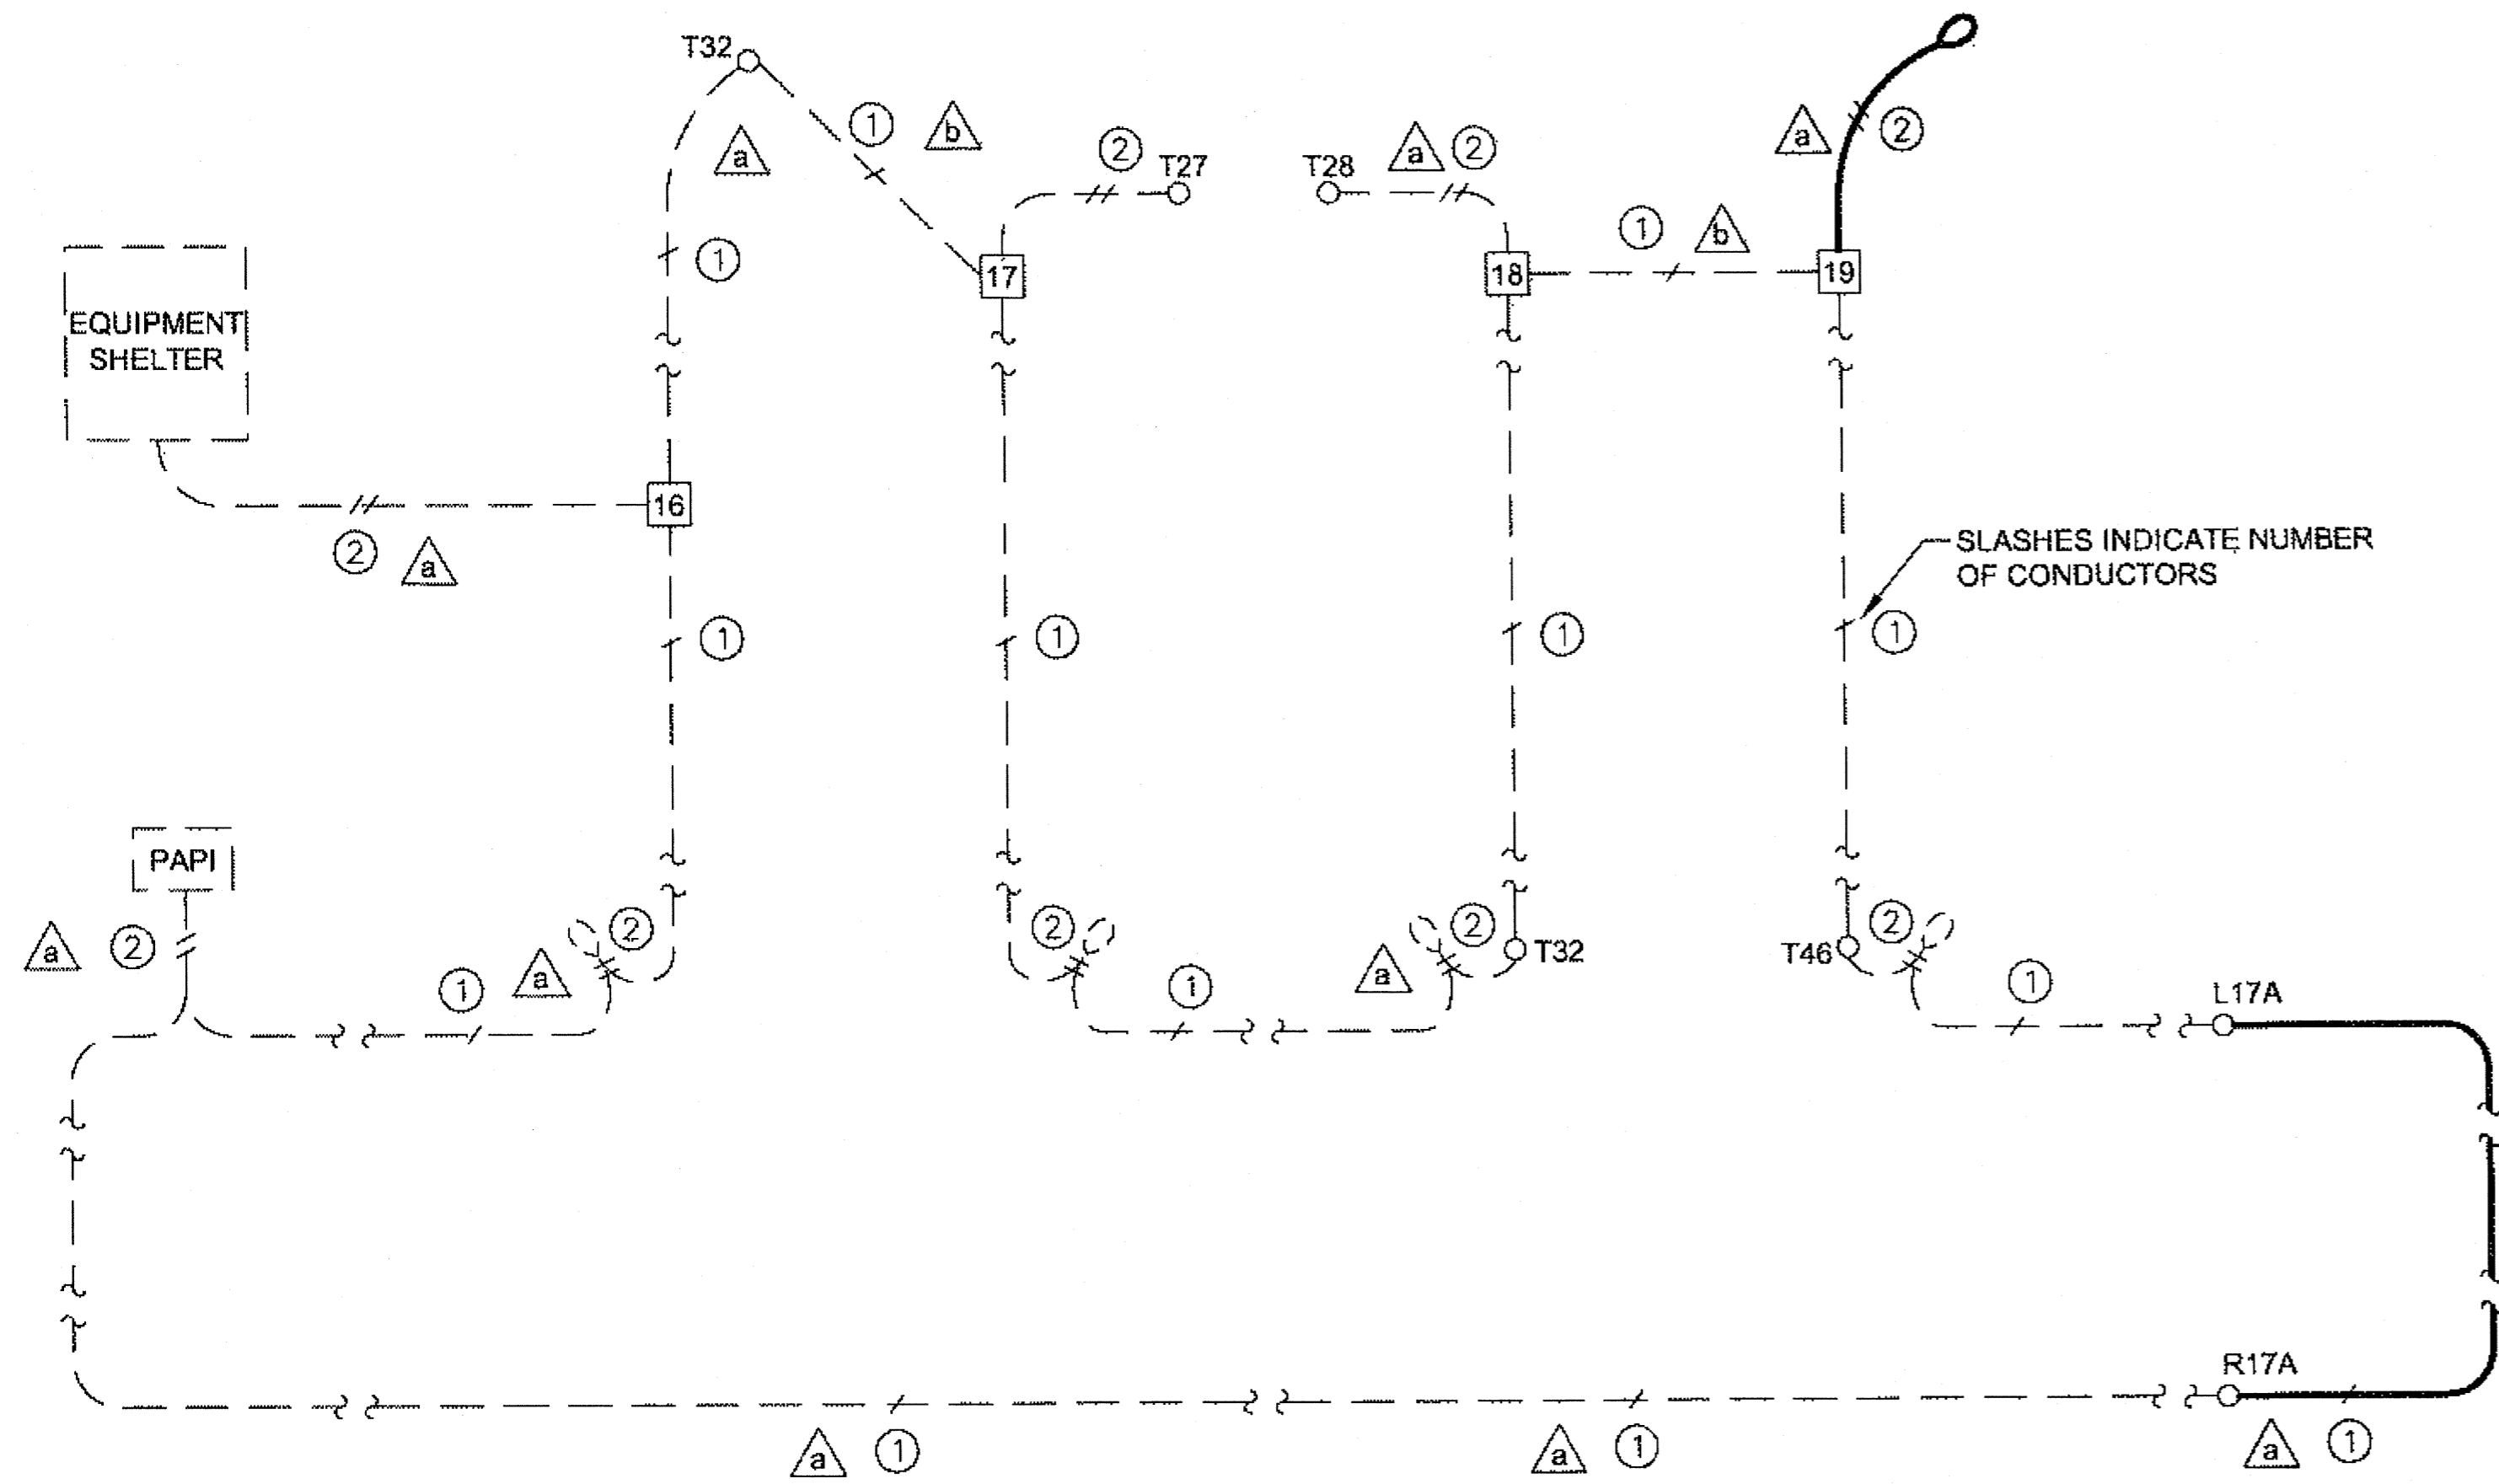 T32
1
b
a
2
T27
T28
a
2
a
2
1
1
b
17
18
19
EQUIPMENT
SHELTER
16
2
a
SLASHES INDICATE NUMBER
OF CONDUCTORS
1
1
1
1
PAPI
a
2
1
a
2
2
1
a
2
T32
T46
2
1
L17A
R17A
a
1
a
1
a
1